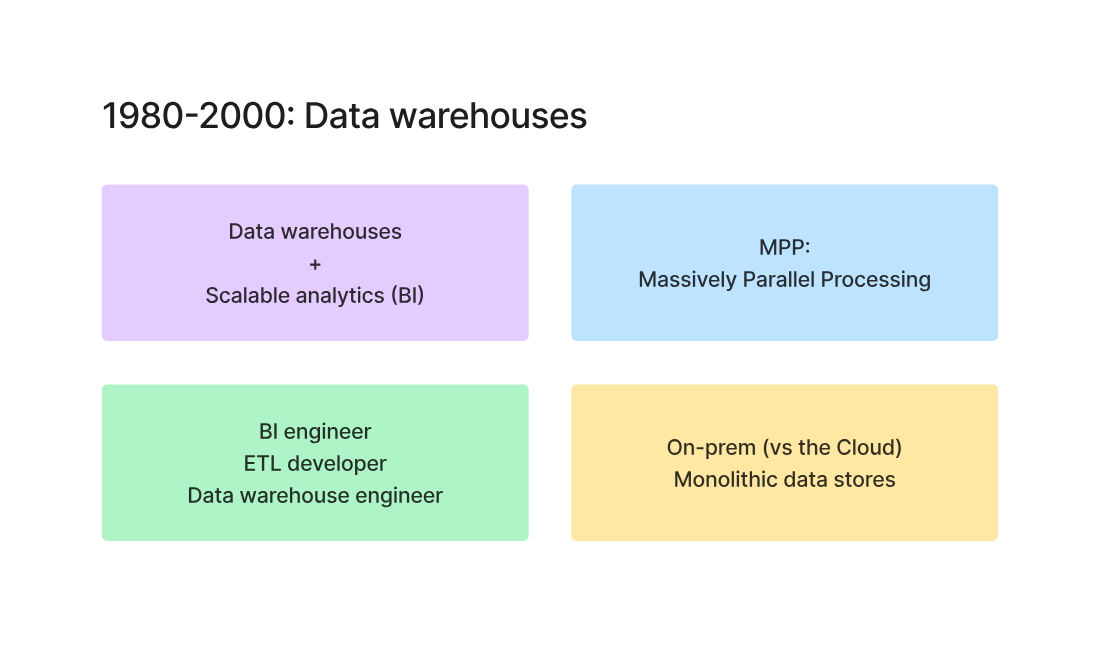 1980-2000: Data warehouses
Data warehouses
+
Scalable analytics (BI)
MPP:
Massively Parallel Processing
BI engineer
ETL developer
Data warehouse engineer
On-prem (vs the Cloud)
Monolithic data stores